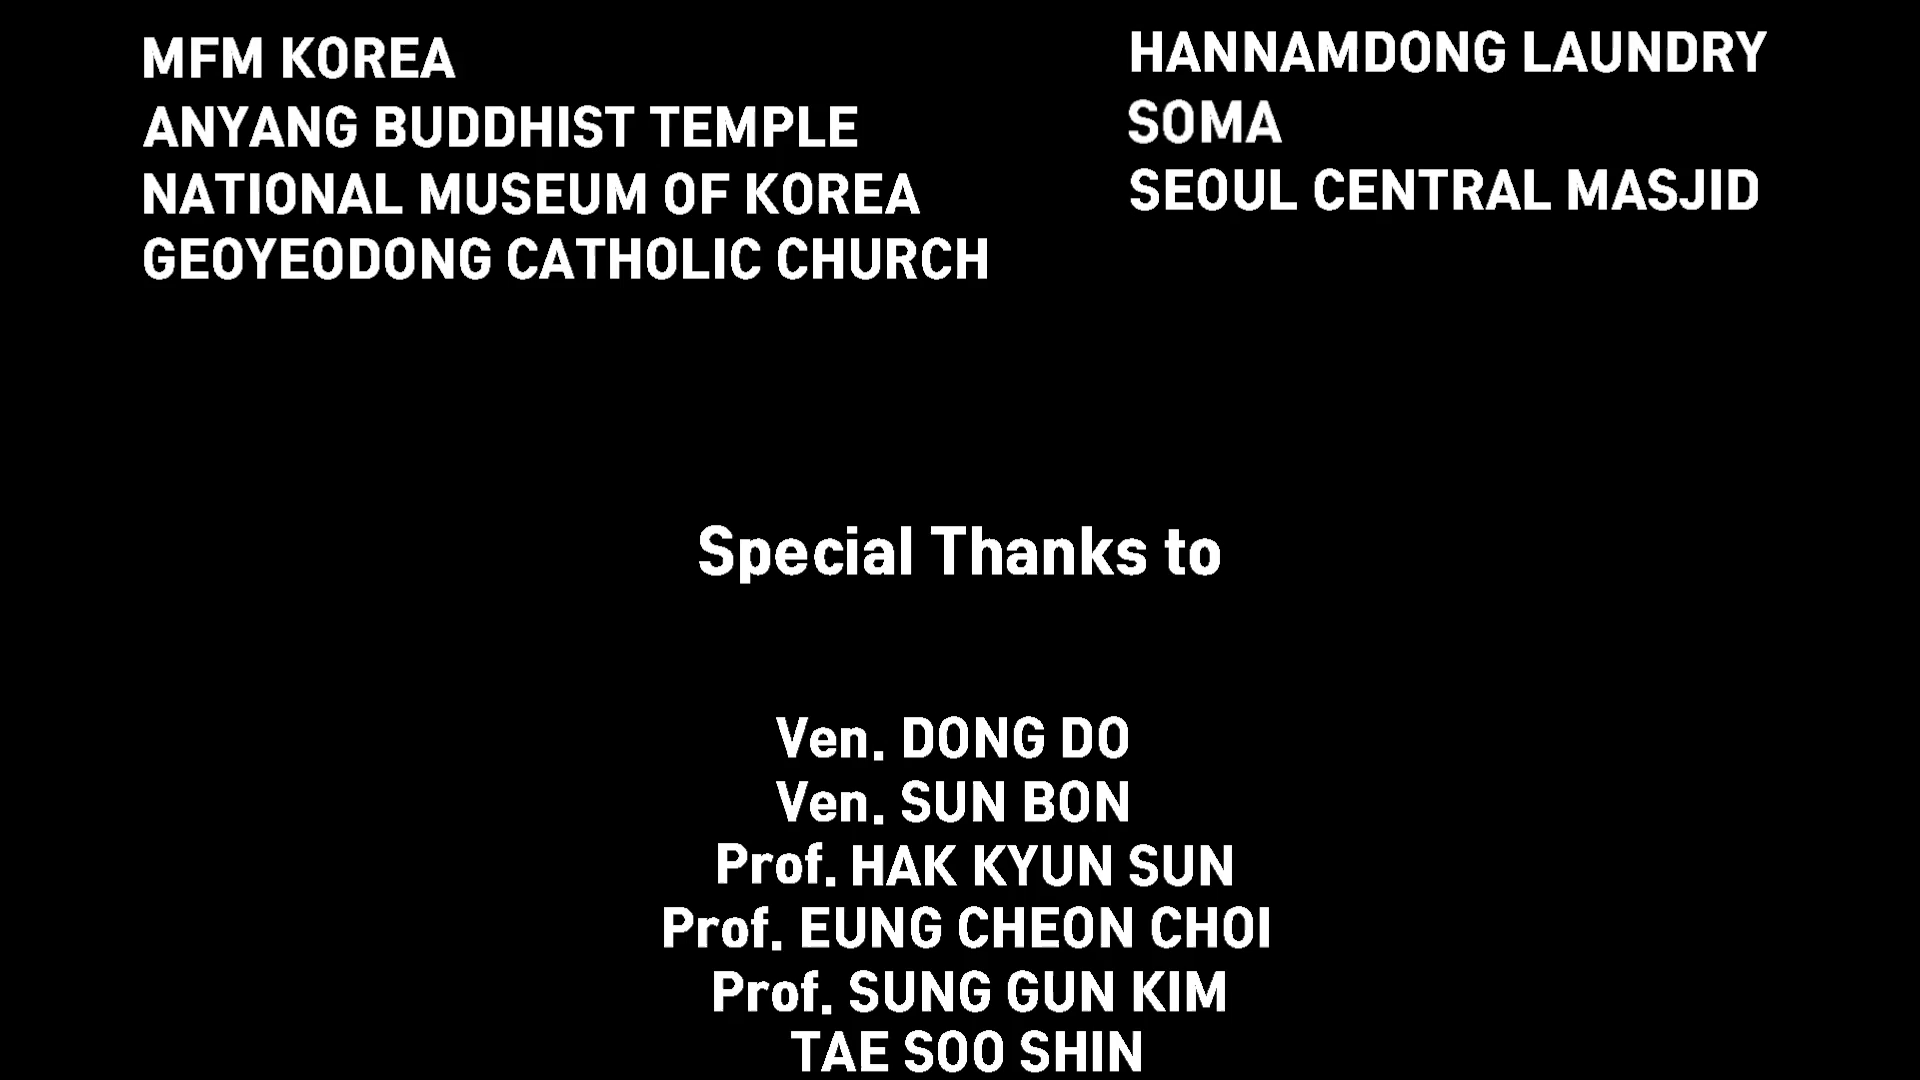 MFM KOREA
ANYANG BUDDHIST TEMPLE
NATIONAL MUSEUM OF KOREA
GEOYEODONG CATHOLIC CHURCH
HANNAMDONG LAUNDRY
SOMA
SEOUL CENTRAL MASJID
Special Thanks to
Ven. DONG DO
Ven. SUN BON
Prof. HAK KYUN SUN
Prof. EUNG CHEON CHOI
Prof. SUNG GUN KIM
TAE SOO SHIN